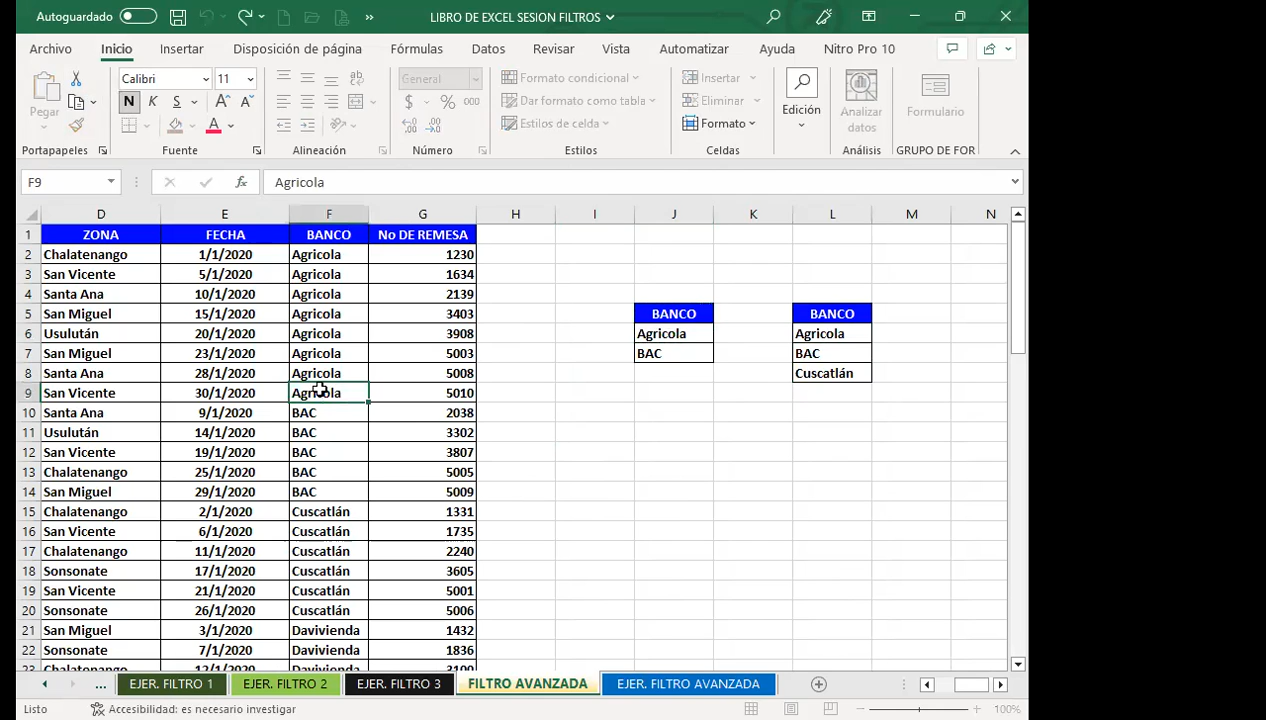 Autoguardado LIBRO DE EXCEL SESION FILTROS
Archivo Inicio Insertar Disposición de página Fórmulas Datos Revisar Vista Automatizar Ayuda Nitro Pro 10
Pegar Calibri 11 General Formato condicional Insertar Edición Analizar datos Formulario
N K S $ % 000 Dar formato como tabla Eliminar
Estilos de celda Formato
Portapapeles Fuente Alineación Número Estilos Celdas Análisis GRUPO DE FOR
F9 fx Agricola
D E F G H I J K L M N
1 ZONA FECHA BANCO No DE REMESA
2 Chalatenango 1/1/2020 Agricola 1230
3 San Vicente 5/1/2020 Agricola 1634
4 Santa Ana 10/1/2020 Agricola 2139
5 San Miguel 15/1/2020 Agricola 3403 BANCO BANCO
6 Usulután 20/1/2020 Agricola 3908 Agricola Agricola
7 San Miguel 23/1/2020 Agricola 5003 BAC BAC
8 Santa Ana 28/1/2020 Agricola 5008 Cuscatlán
9 San Vicente 30/1/2020 Agricola 5010
10 Santa Ana 9/1/2020 BAC 2038
11 Usulután 14/1/2020 BAC 3302
12 San Vicente 19/1/2020 BAC 3807
13 Chalatenango 25/1/2020 BAC 5005
14 San Miguel 29/1/2020 BAC 5009
15 Chalatenango 2/1/2020 Cuscatlán 1331
16 San Vicente 6/1/2020 Cuscatlán 1735
17 Chalatenango 11/1/2020 Cuscatlán 2240
18 Sonsonate 17/1/2020 Cuscatlán 3605
19 San Vicente 21/1/2020 Cuscatlán 5001
20 Sonsonate 26/1/2020 Cuscatlán 5006
21 San Miguel 3/1/2020 Davivienda 1432
22 Sonsonate 7/1/2020 Davivienda 1836
23 Chalatenango 12/1/2020 Davivienda 3100
... EJER. FILTRO 1 EJER. FILTRO 2 EJER. FILTRO 3 FILTRO AVANZADA EJER. FILTRO AVANZADA
Listo Accesibilidad: es necesario investigar 100%